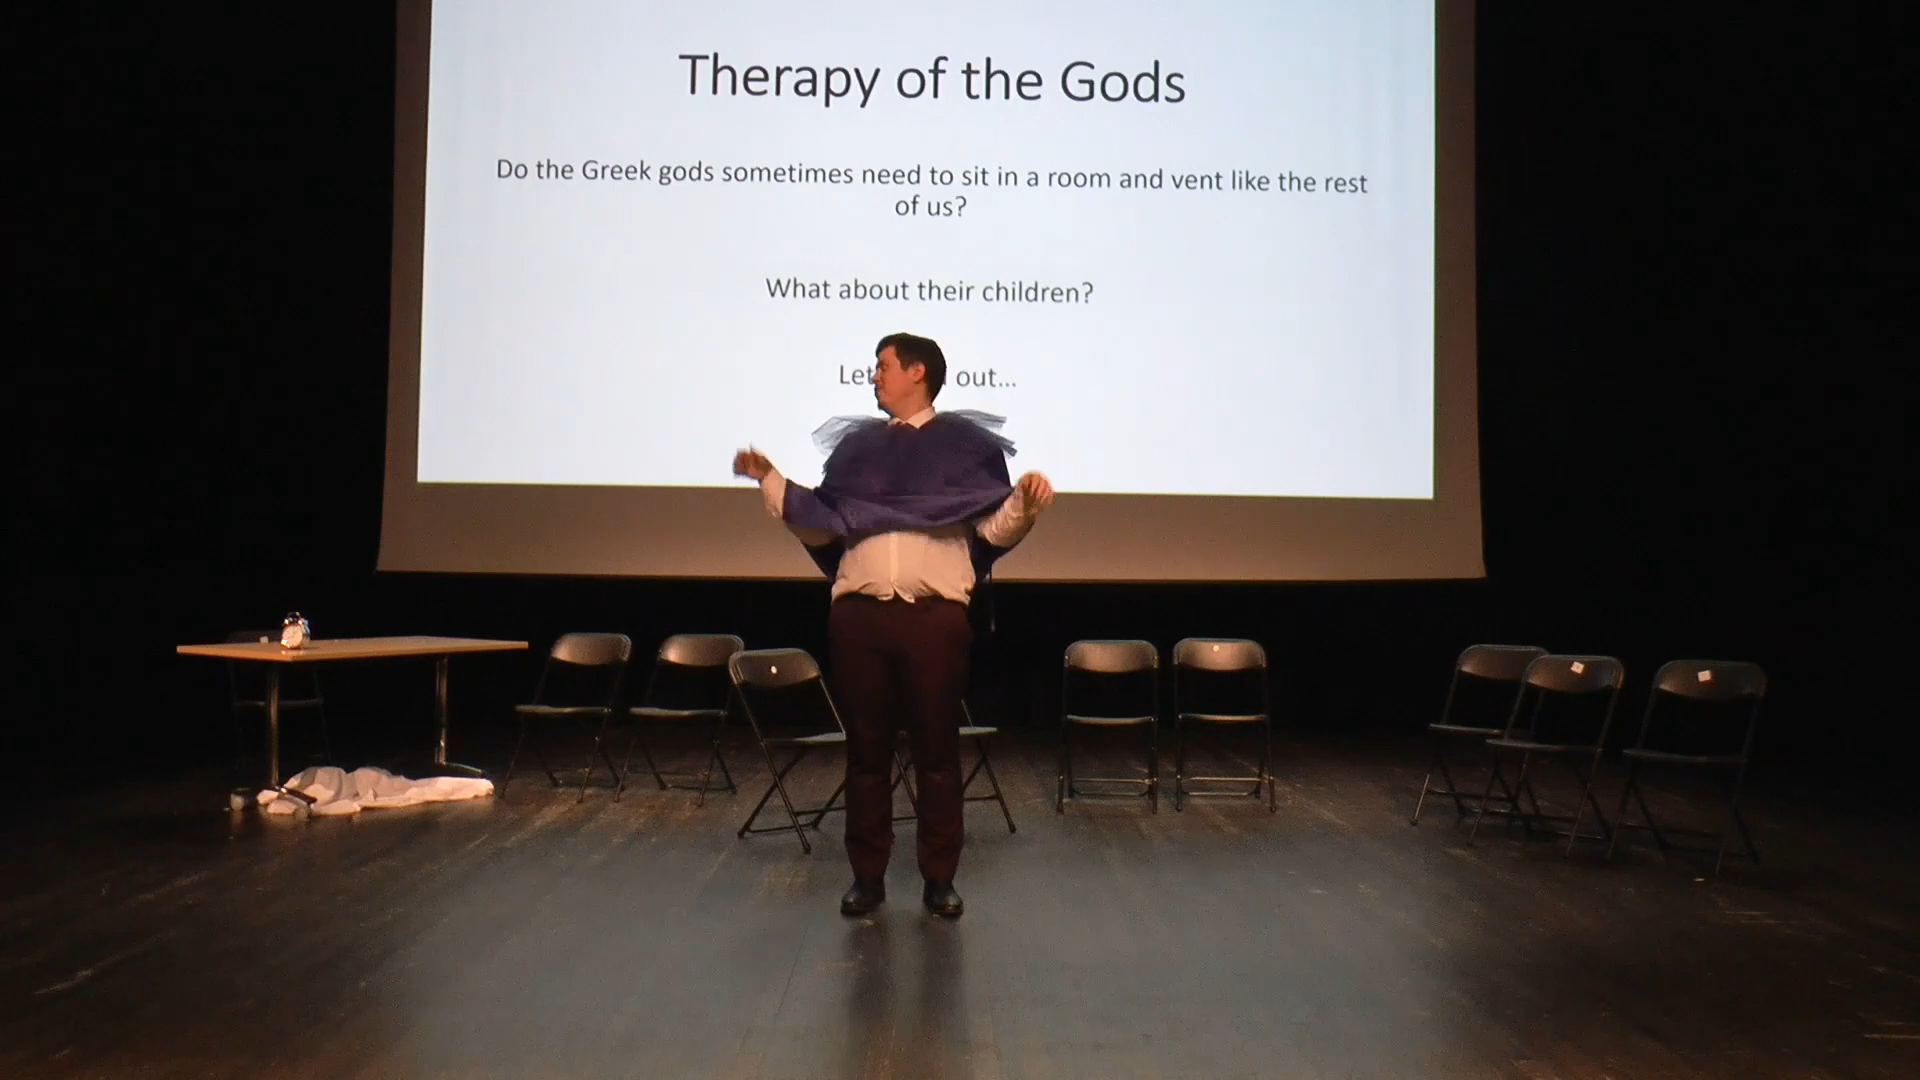 Therapy of the Gods
Do the Greek gods sometimes need to sit in a room and vent like the rest
of us?
What about their children?
Let out...